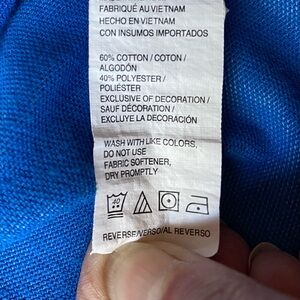 FABRIQUÉ AU VIETNAM
HECHO EN VIETNAM
CON INSUMOS IMPORTADOS
60% COTTON / COTON /
ALGODÓN
40% POLYESTER /
POLIÉSTER
EXCLUSIVE OF DECORATION /
SAUF DÉCORATION /
EXCLUYE LA DECORACIÓN
WASH WITH LIKE COLORS,
DO NOT USE
FABRIC SOFTENER,
DRY PROMPTLY
40
REVERSE/VERSO/AL REVERSO